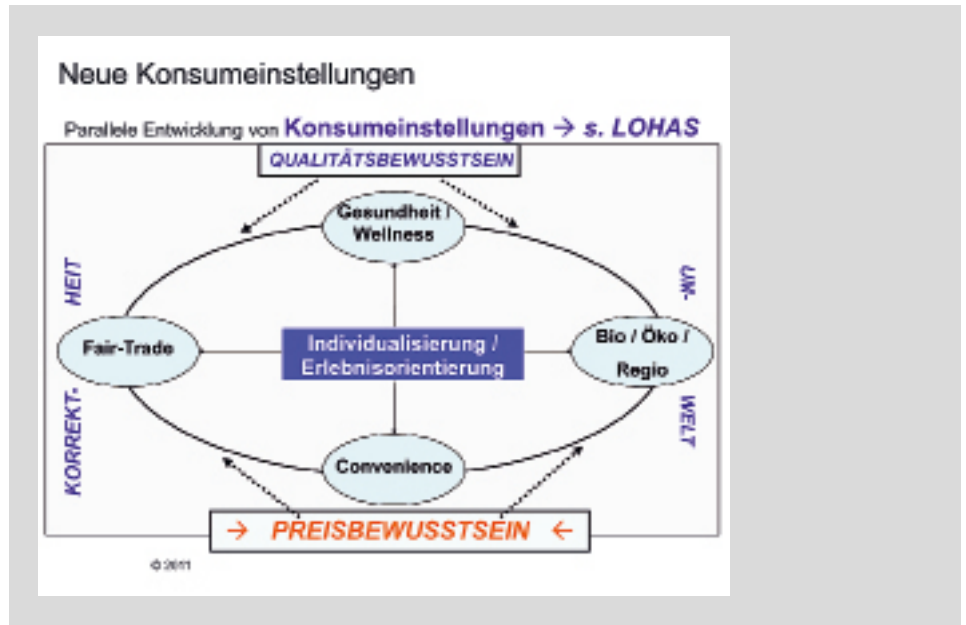 Neue Konsumeinstellungen
Parallele Entwicklung von Konsumeinstellungen → s. LOHAS
QUALITÄTSBEWUSSTSEIN
Gesundheit /
Wellness
HEIT
UM-
Fair-Trade
Individualisierung /
Erlebnisorientierung
Bio / Öko /
Regio
KORREKT-
WELT
Convenience
→ PREISBEWUSSTSEIN ←
© 2011